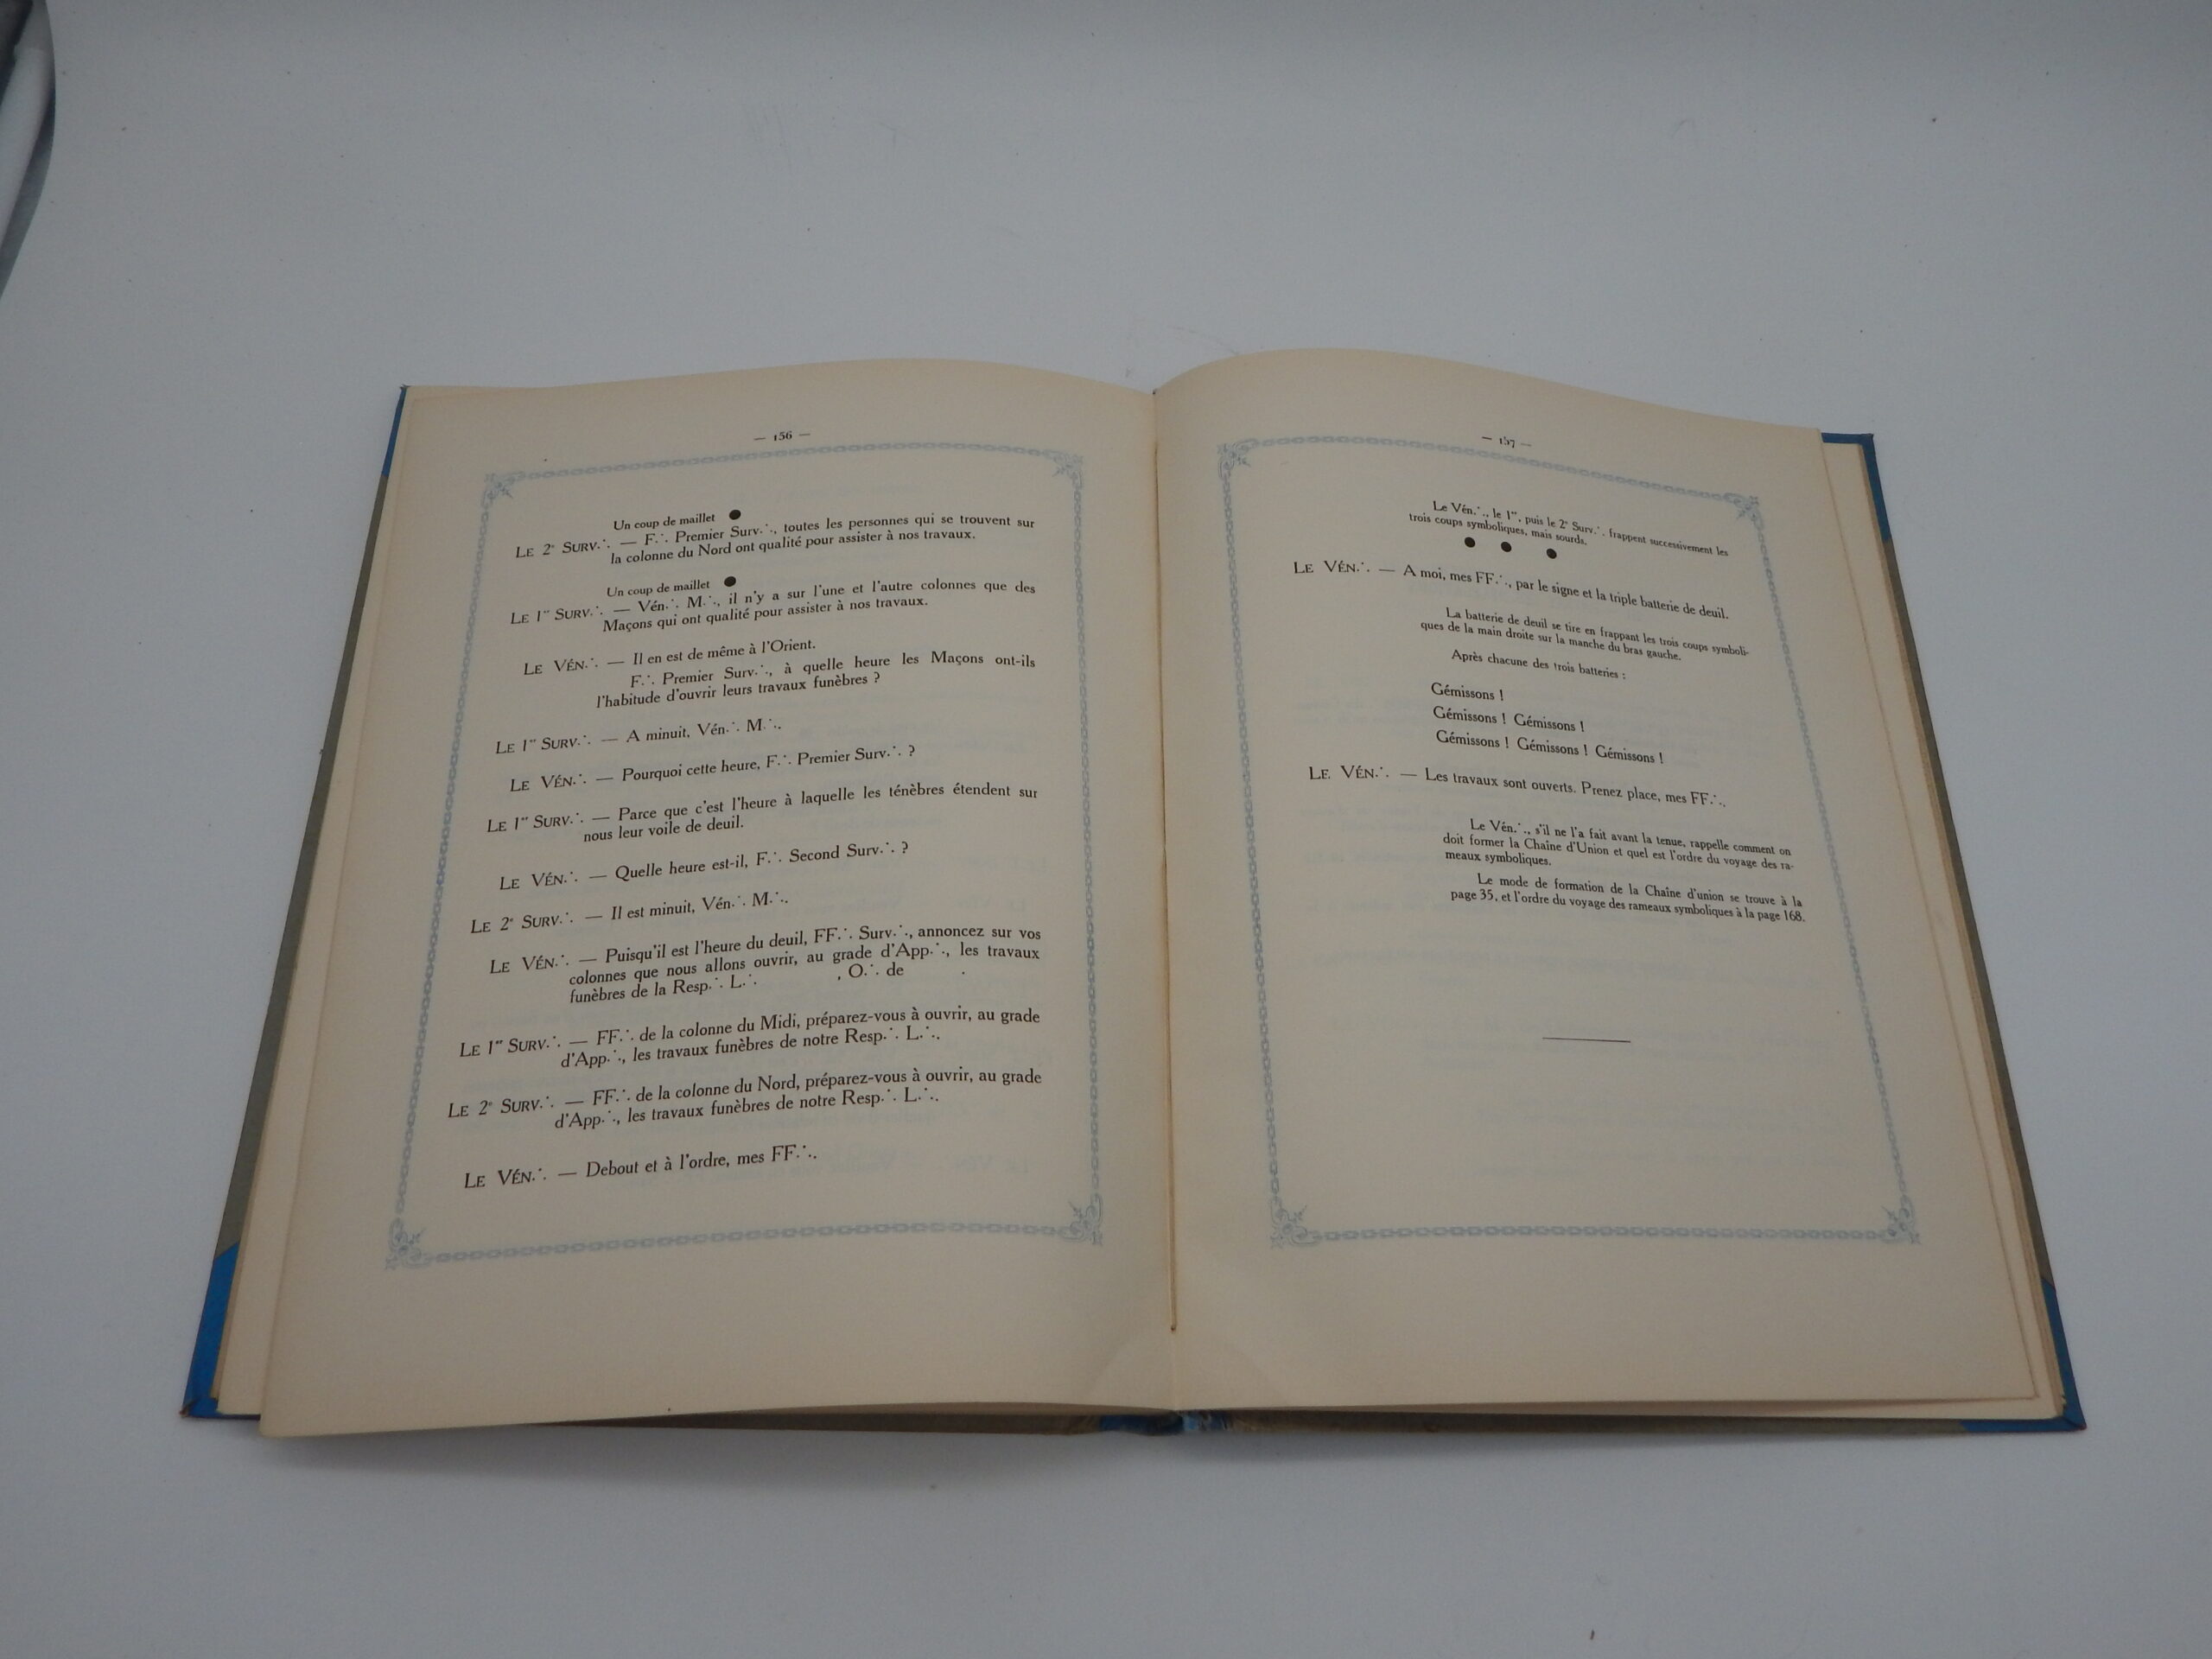 — 156 —
Un coup de maillet ●
LE 2e SURV.∴ — F.∴ Premier Surv.∴, toutes les personnes qui se trouvent sur
la colonne du Nord ont qualité pour assister à nos travaux.
Un coup de maillet ●
LE 1er SURV.∴ — Vén.∴ M.∴, il n'y a sur l'une et l'autre colonnes que des
Maçons qui ont qualité pour assister à nos travaux.
LE VÉN.∴ — Il en est de même à l'Orient.
F.∴ Premier Surv.∴, à quelle heure les Maçons ont-ils
l'habitude d'ouvrir leurs travaux funèbres ?
LE 1er SURV.∴ — A minuit, Vén.∴ M.∴.
LE VÉN.∴ — Pourquoi cette heure, F.∴ Premier Surv.∴ ?
LE 1er SURV.∴ — Parce que c'est l'heure à laquelle les ténèbres étendent sur
nous leur voile de deuil.
LE VÉN.∴ — Quelle heure est-il, F.∴ Second Surv.∴ ?
LE 2e SURV.∴ — Il est minuit, Vén.∴ M.∴.
LE VÉN.∴ — Puisqu'il est l'heure du deuil, FF.∴ Surv.∴, annoncez sur vos
colonnes que nous allons ouvrir, au grade d'App.∴, les travaux
funèbres de la Resp.∴ L.∴ , O.∴ de .
LE 1er SURV.∴ — FF.∴ de la colonne du Midi, préparez-vous à ouvrir, au grade
d'App.∴, les travaux funèbres de notre Resp.∴ L.∴.
LE 2e SURV.∴ — FF.∴ de la colonne du Nord, préparez-vous à ouvrir, au grade
d'App.∴, les travaux funèbres de notre Resp.∴ L.∴.
LE VÉN.∴ — Debout et à l'ordre, mes FF.∴.
— 157 —
Le Vén.∴, le 1er, puis le 2e Surv.∴, frappent successivement les
trois coups symboliques, mais sourds.
● ● ●
LE VÉN.∴ — A moi, mes FF.∴, par le signe et la triple batterie de deuil.
La batterie de deuil se tire en frappant les trois coups symboli-
ques de la main droite sur la manche du bras gauche.
Après chacune des trois batteries :
Gémissons !
Gémissons ! Gémissons !
Gémissons ! Gémissons ! Gémissons !
LE VÉN.∴ — Les travaux sont ouverts. Prenez place, mes FF.∴.
Le Vén.∴, s'il ne l'a fait avant la tenue, rappelle comment on
doit former la Chaîne d'Union et quel est l'ordre du voyage des ra-
meaux symboliques.
Le mode de formation de la Chaîne d'union se trouve à la
page 35, et l'ordre du voyage des rameaux symboliques à la page 168.